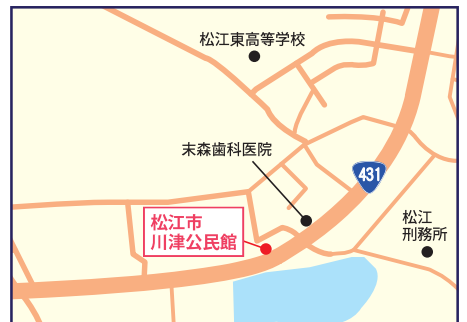 松江東高等学校
末森歯科医院
431
松江市
川津公民館
松江
刑務所